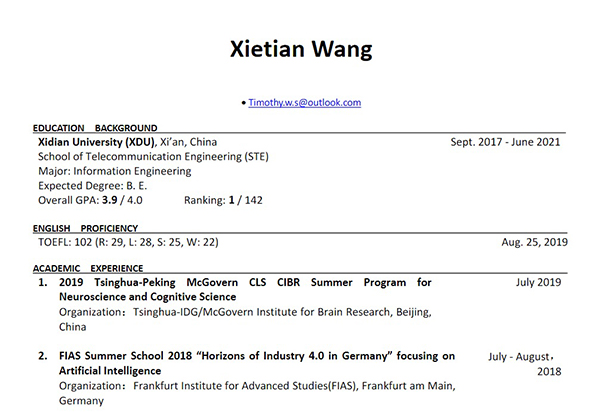 Xietian Wang
• Timothy.w.s@outlook.com
EDUCATION BACKGROUND
Xidian University (XDU), Xi’an, China Sept. 2017 - June 2021
School of Telecommunication Engineering (STE)
Major: Information Engineering
Expected Degree: B. E.
Overall GPA: 3.9 / 4.0 Ranking: 1 / 142
ENGLISH PROFICIENCY
TOEFL: 102 (R: 29, L: 28, S: 25, W: 22) Aug. 25, 2019
ACADEMIC EXPERIENCE
1. 2019 Tsinghua-Peking McGovern CLS CIBR Summer Program for July 2019
Neuroscience and Cognitive Science
Organization：Tsinghua-IDG/McGovern Institute for Brain Research, Beijing,
China
2. FIAS Summer School 2018 “Horizons of Industry 4.0 in Germany” focusing on July - August，
Artificial Intelligence 2018
Organization：Frankfurt Institute for Advanced Studies(FIAS), Frankfurt am Main,
Germany